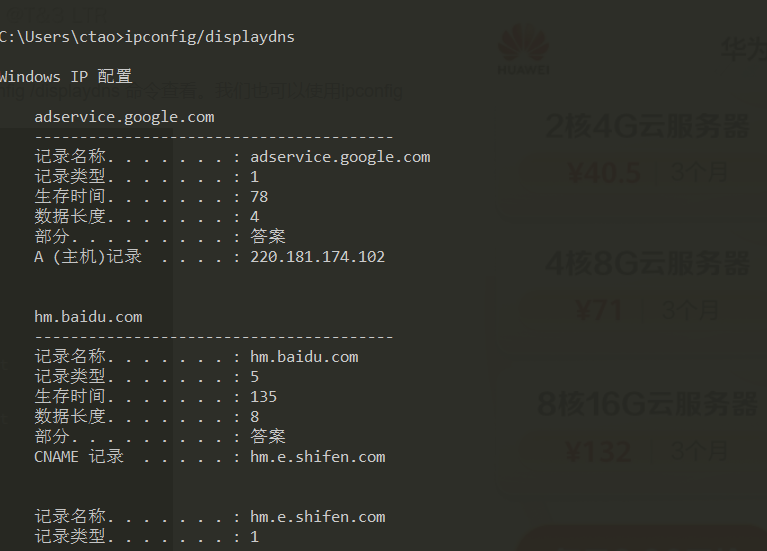 C:\Users\ctao>ipconfig/displaydns
Windows IP 配置
adservice.google.com
----------------------------------------
记录名称. . . . . . . : adservice.google.com
记录类型. . . . . . . : 1
生存时间. . . . . . . : 78
数据长度. . . . . . . : 4
部分. . . . . . . . . : 答案
A (主机)记录  . . . . : 220.181.174.102
hm.baidu.com
----------------------------------------
记录名称. . . . . . . : hm.baidu.com
记录类型. . . . . . . : 5
生存时间. . . . . . . : 135
数据长度. . . . . . . : 8
部分. . . . . . . . . : 答案
CNAME 记录  . . . . . : hm.e.shifen.com
记录名称. . . . . . . : hm.e.shifen.com
记录类型. . . . . . . : 1
HUAWEI
华为
2核4G云服务器
¥40.5 3个月
4核8G云服务器
¥71 3个月
8核16G云服务器
¥132 3个月